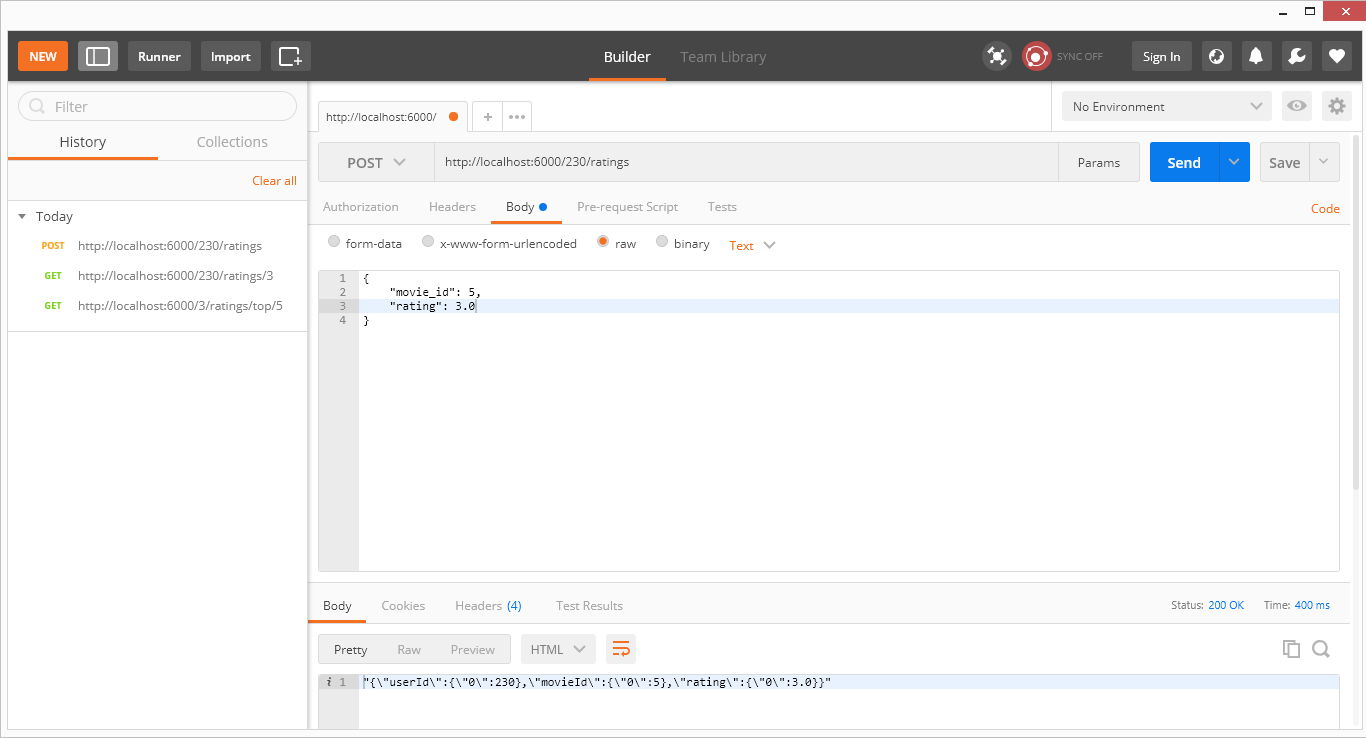 NEW Runner Import Builder Team Library SYNC OFF Sign In
Filter
History Collections
Clear all
Today
POST http://localhost:6000/230/ratings
GET http://localhost:6000/230/ratings/3
GET http://localhost:6000/3/ratings/top/5
http://localhost:6000/ + ••• No Environment
POST http://localhost:6000/230/ratings Params Send Save
Authorization Headers Body Pre-request Script Tests Code
form-data x-www-form-urlencoded raw binary Text
1 {
2 "movie_id": 5,
3 "rating": 3.0
4 }
Body Cookies Headers (4) Test Results Status: 200 OK Time: 400 ms
Pretty Raw Preview HTML
i 1 "{\"userId\":{\"0\":230},\"movieId\":{\"0\":5},\"rating\":{\"0\":3.0}}"